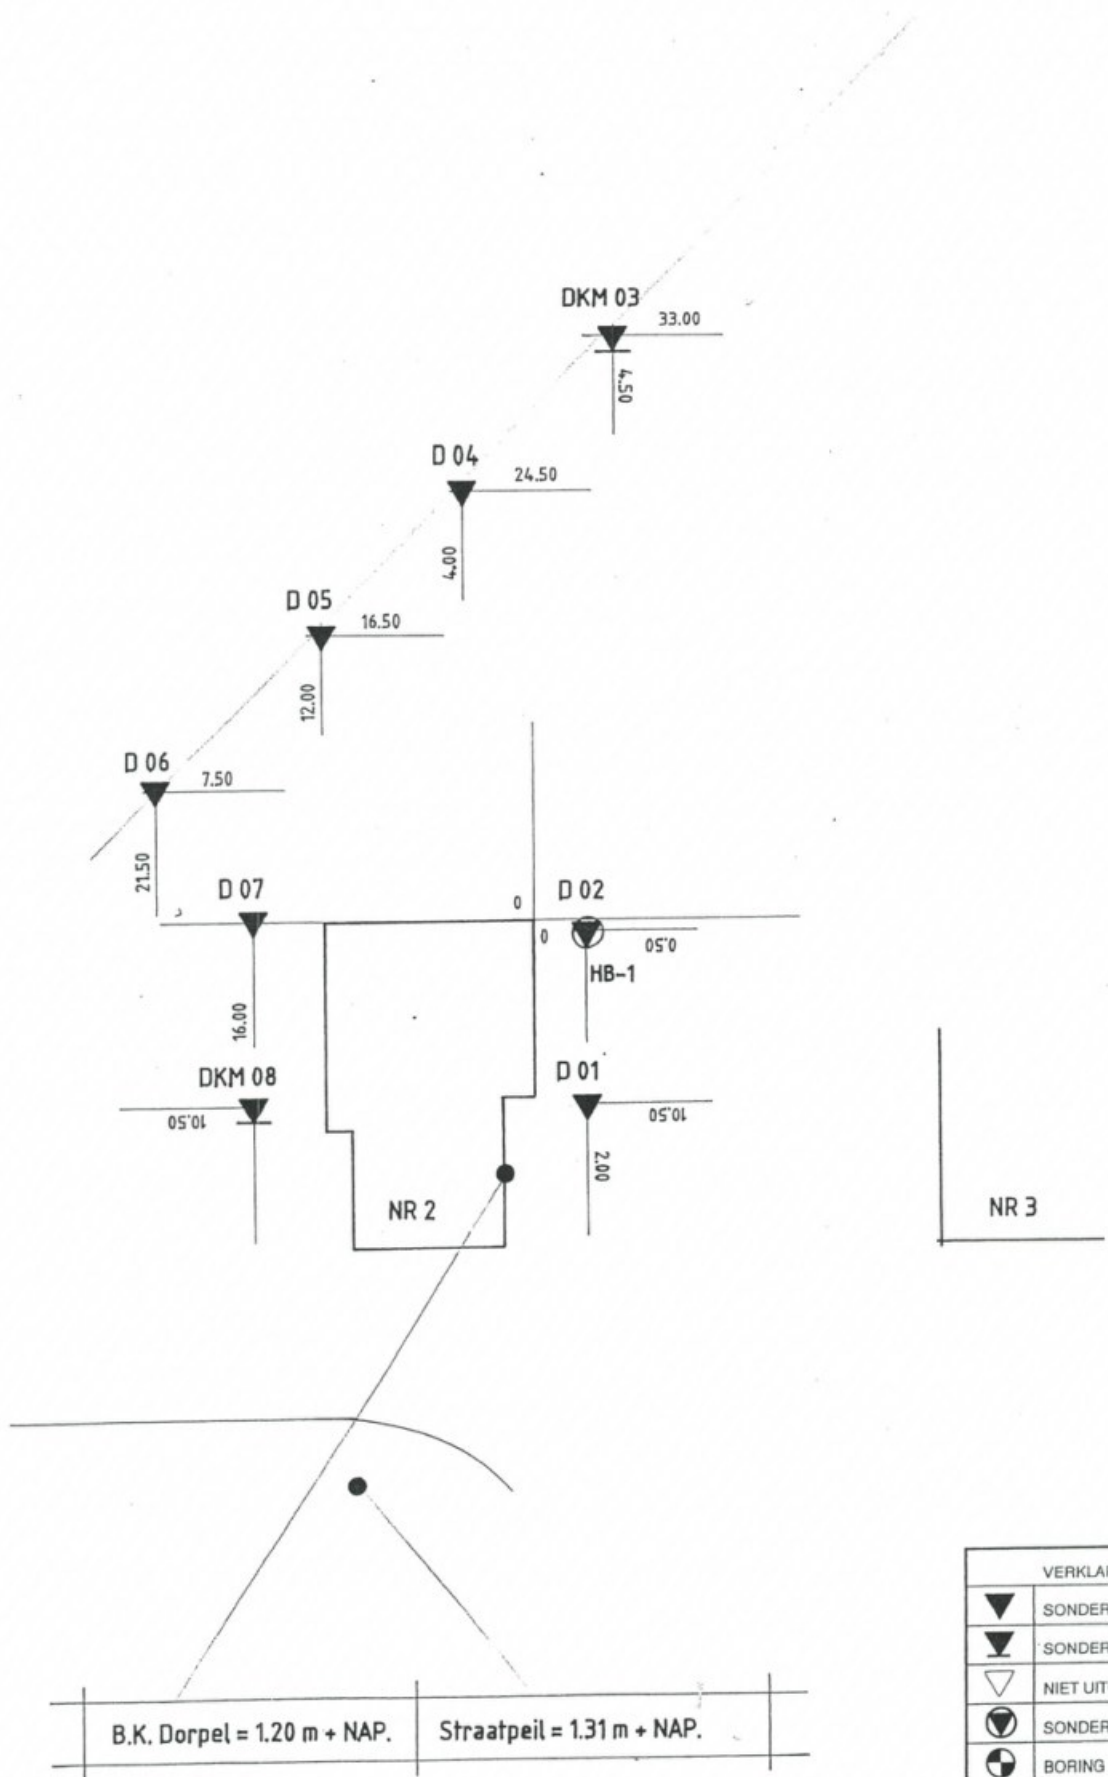 DKM 03
33.00
4.50
D 04
24.50
4.00
D 05
16.50
12.00
D 06
7.50
21.50
D 07
0
D 02
0
0.50
HB-1
16.00
DKM 08
10.50
D 01
10.50
2.00
NR 2
NR 3
SONDER
SONDER
NIET UIT
SONDER
BORING
B.K. Dorpel = 1.20 m + NAP.
Straatpeil = 1.31 m + NAP.